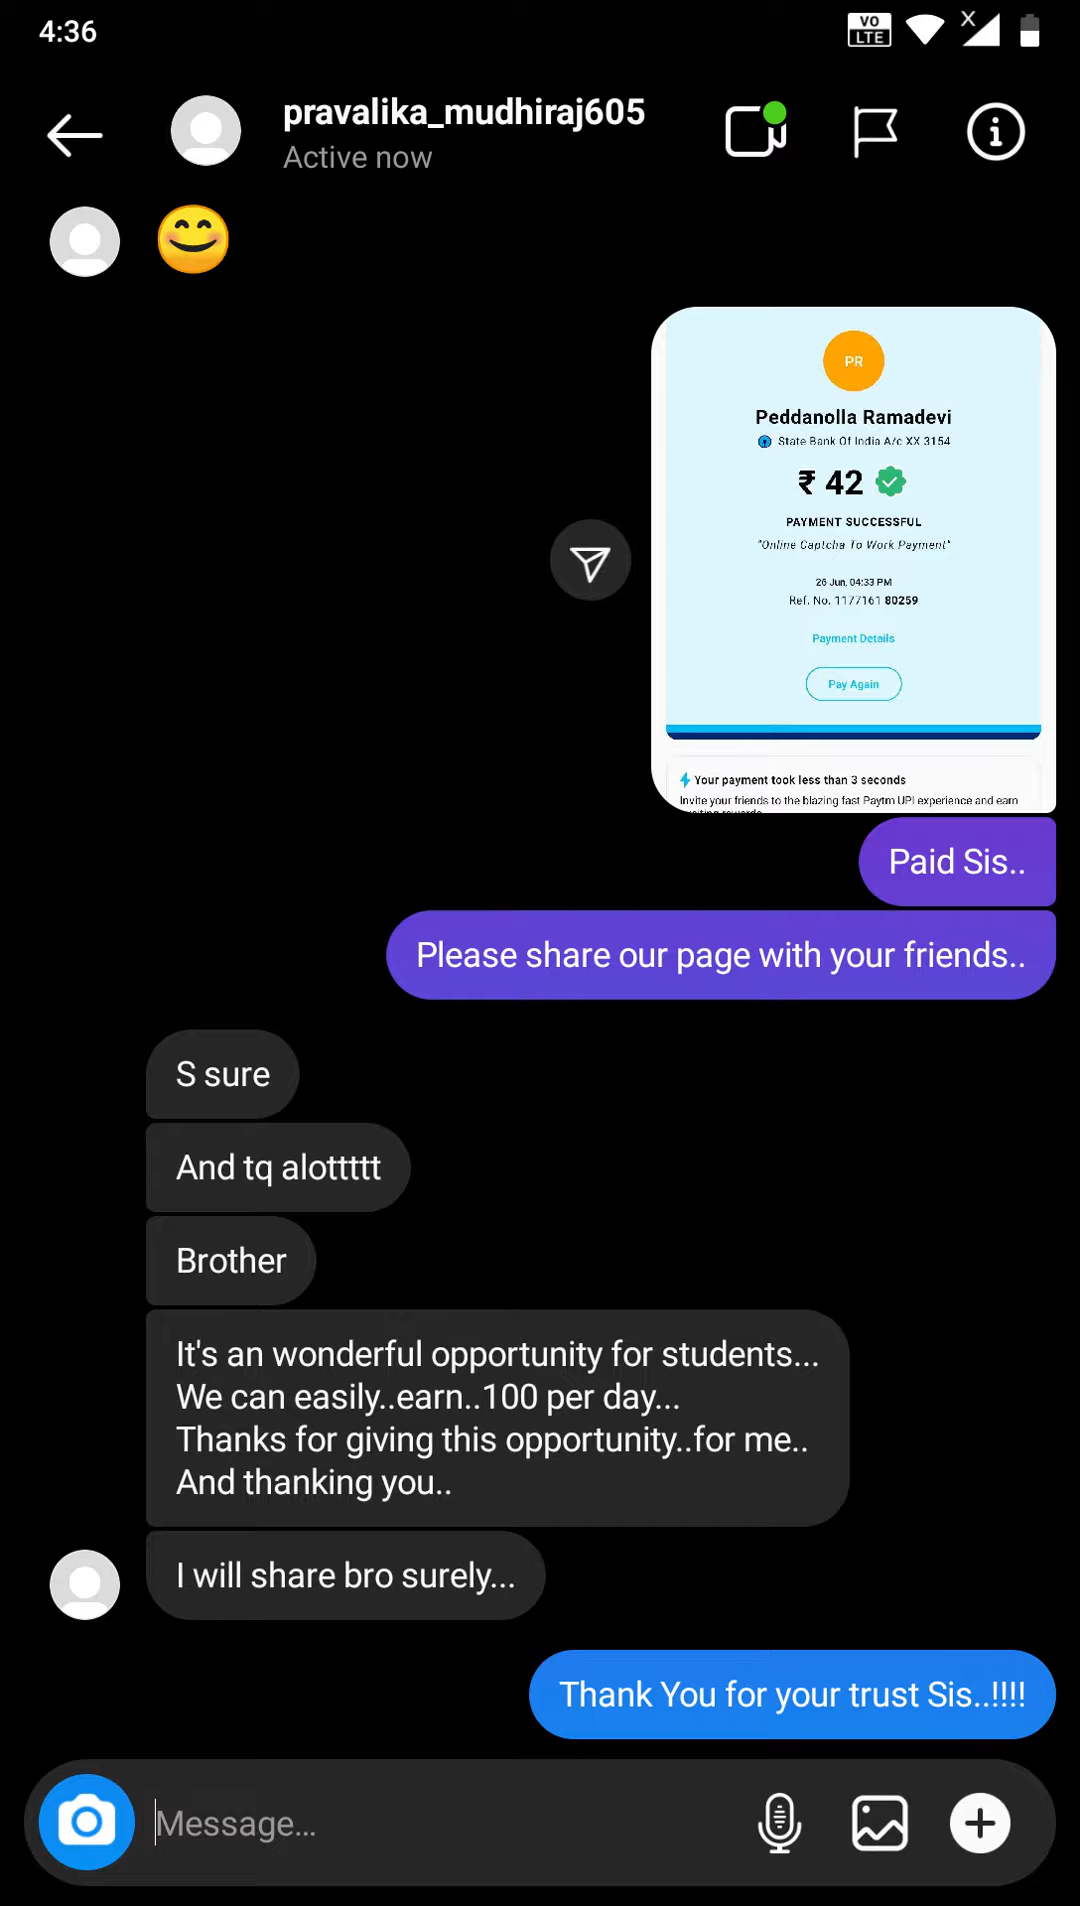 4:36
VO
LTE
X
pravalika_mudhiraj605
Active now
PR
Peddanolla Ramadevi
State Bank Of India A/c XX 3154
₹ 42
PAYMENT SUCCESSFUL
"Online Captcha To Work Payment"
26 Jun, 04:33 PM
Ref. No. 1177161 80259
Payment Details
Pay Again
Your payment took less than 3 seconds
Invite your friends to the blazing fast Paytm UPI experience and earn
Paid Sis..
Please share our page with your friends..
S sure
And tq alottttt
Brother
It's an wonderful opportunity for students...
We can easily..earn..100 per day...
Thanks for giving this opportunity..for me..
And thanking you..
I will share bro surely...
Thank You for your trust Sis..!!!!
Message...